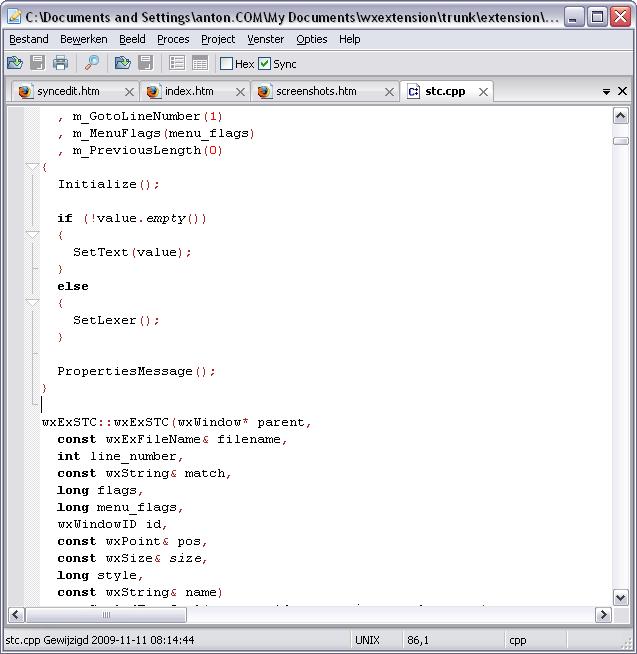 C:\Documents and Settings\anton.COM\My Documents\wxextension\trunk\extension\...
Bestand Bewerken Beeld Proces Project Venster Opties Help
Hex Sync
syncedit.htm index.htm screenshots.htm stc.cpp
, m_GotoLineNumber(1)
, m_MenuFlags(menu_flags)
, m_PreviousLength(0)
{
Initialize();
if (!value.empty())
{
SetText(value);
}
else
{
SetLexer();
}
PropertiesMessage();
}
wxExSTC::wxExSTC(wxWindow* parent,
const wxExFileName& filename,
int line_number,
const wxString& match,
long flags,
long menu_flags,
wxWindowID id,
const wxPoint& pos,
const wxSize& size,
long style,
const wxString& name)
stc.cpp Gewijzigd 2009-11-11 08:14:44 UNIX 86,1 cpp